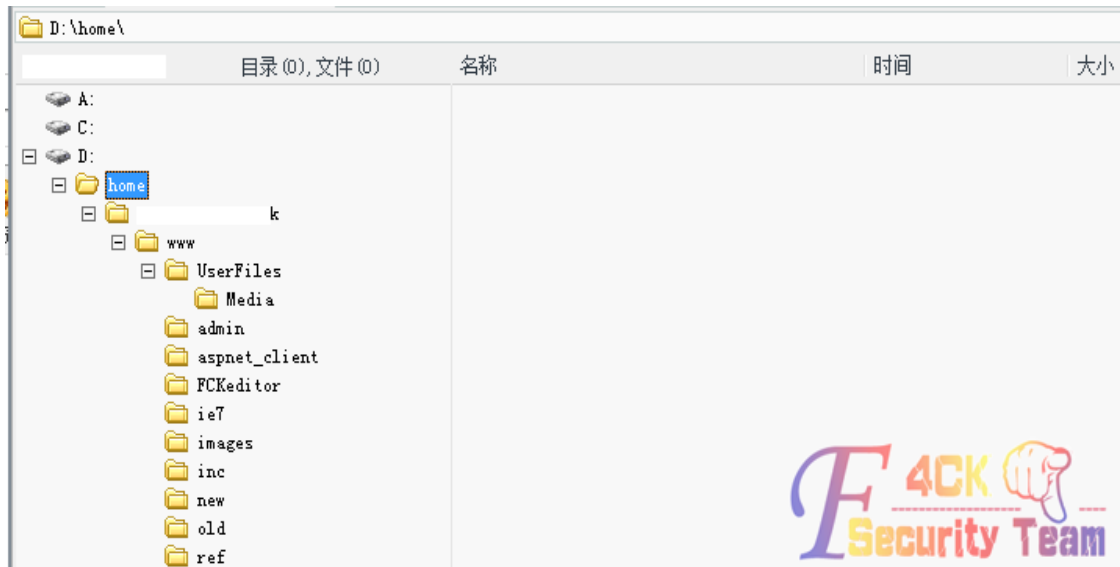 D:\home\
目录(0),文件(0) 名称 时间 大小
A:
C:
D:
home
k
www
UserFiles
Media
admin
aspnet_client
FCKeditor
ie7
images
inc
new
old
ref
F4CK
Security Team